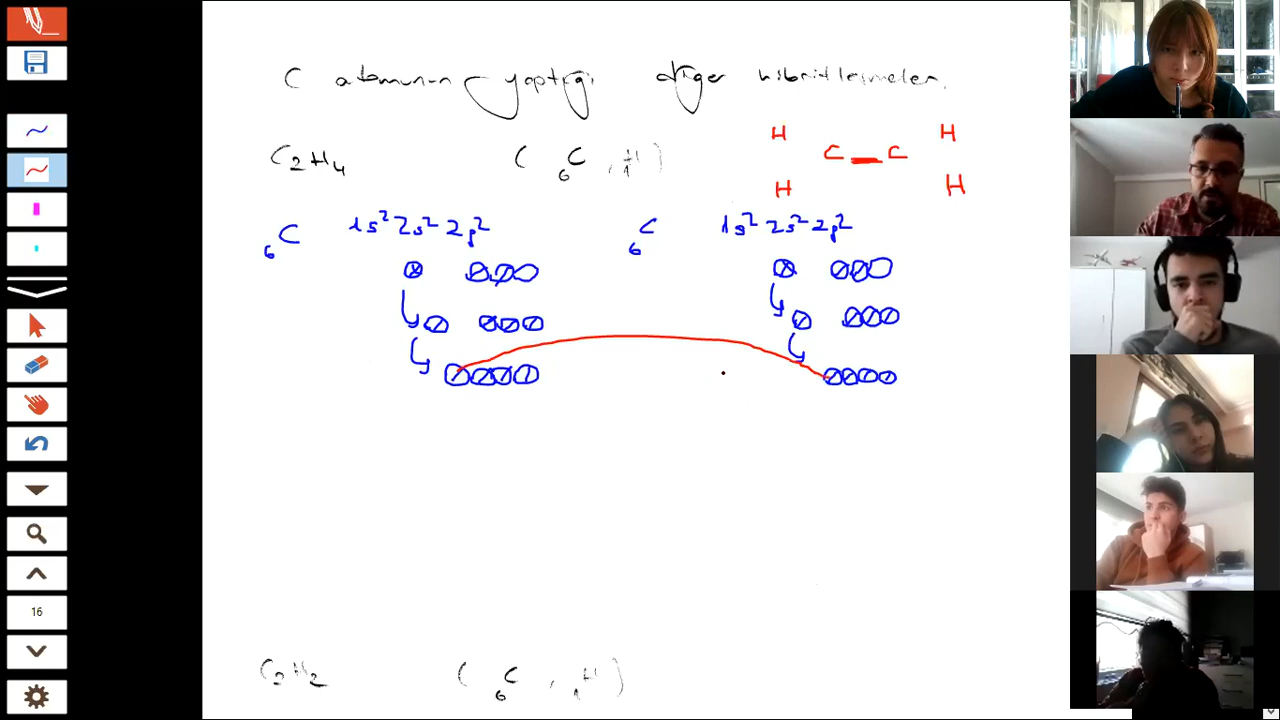 C atomunun yaptığı diğer hibritleşmeler.
C2H4 ( 6C , 1H )
H H
C C
H H
6C 1s² 2s² 2p² 6C 1s² 2s² 2p²
16
C2H2 ( 6C , 1H )